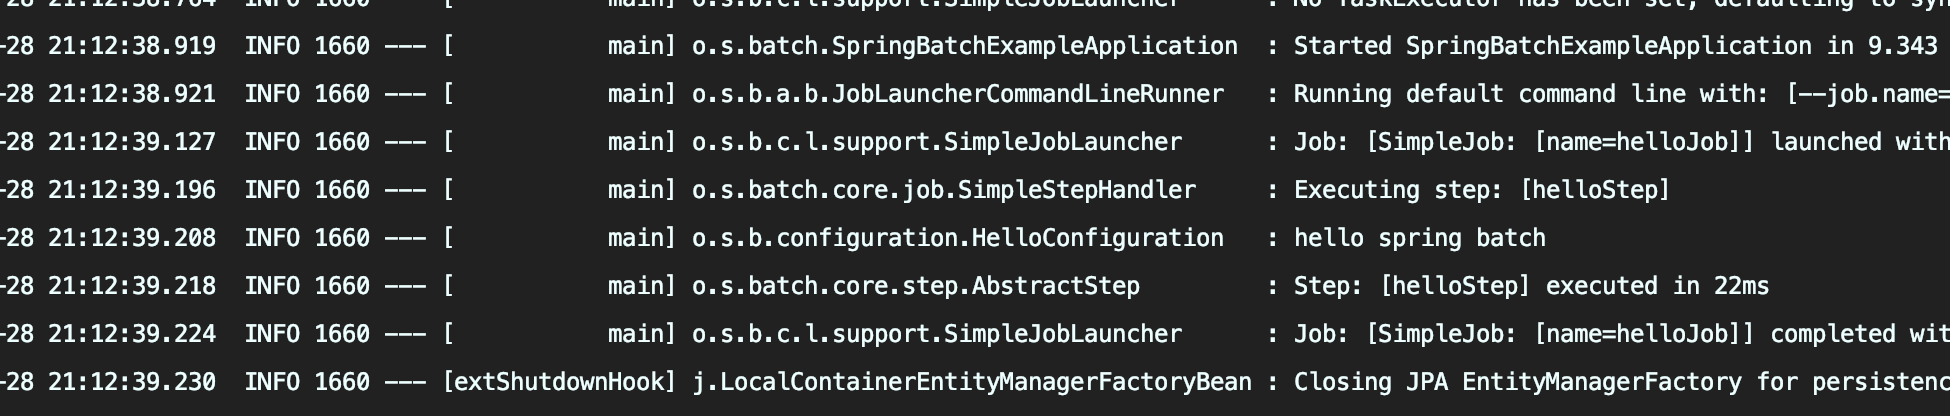 -28 21:12:38.764  INFO 1660 --- [           main] o.s.b.c.l.support.SimpleJobLauncher      : No TaskExecutor has been set, defaulting to syn
-28 21:12:38.919  INFO 1660 --- [           main] o.s.batch.SpringBatchExampleApplication  : Started SpringBatchExampleApplication in 9.343
-28 21:12:38.921  INFO 1660 --- [           main] o.s.b.a.b.JobLauncherCommandLineRunner   : Running default command line with: [--job.name=
-28 21:12:39.127  INFO 1660 --- [           main] o.s.b.c.l.support.SimpleJobLauncher      : Job: [SimpleJob: [name=helloJob]] launched with
-28 21:12:39.196  INFO 1660 --- [           main] o.s.batch.core.job.SimpleStepHandler     : Executing step: [helloStep]
-28 21:12:39.208  INFO 1660 --- [           main] o.s.b.configuration.HelloConfiguration   : hello spring batch
-28 21:12:39.218  INFO 1660 --- [           main] o.s.batch.core.step.AbstractStep         : Step: [helloStep] executed in 22ms
-28 21:12:39.224  INFO 1660 --- [           main] o.s.b.c.l.support.SimpleJobLauncher      : Job: [SimpleJob: [name=helloJob]] completed wit
-28 21:12:39.230  INFO 1660 --- [extShutdownHook] j.LocalContainerEntityManagerFactoryBean : Closing JPA EntityManagerFactory for persistenc